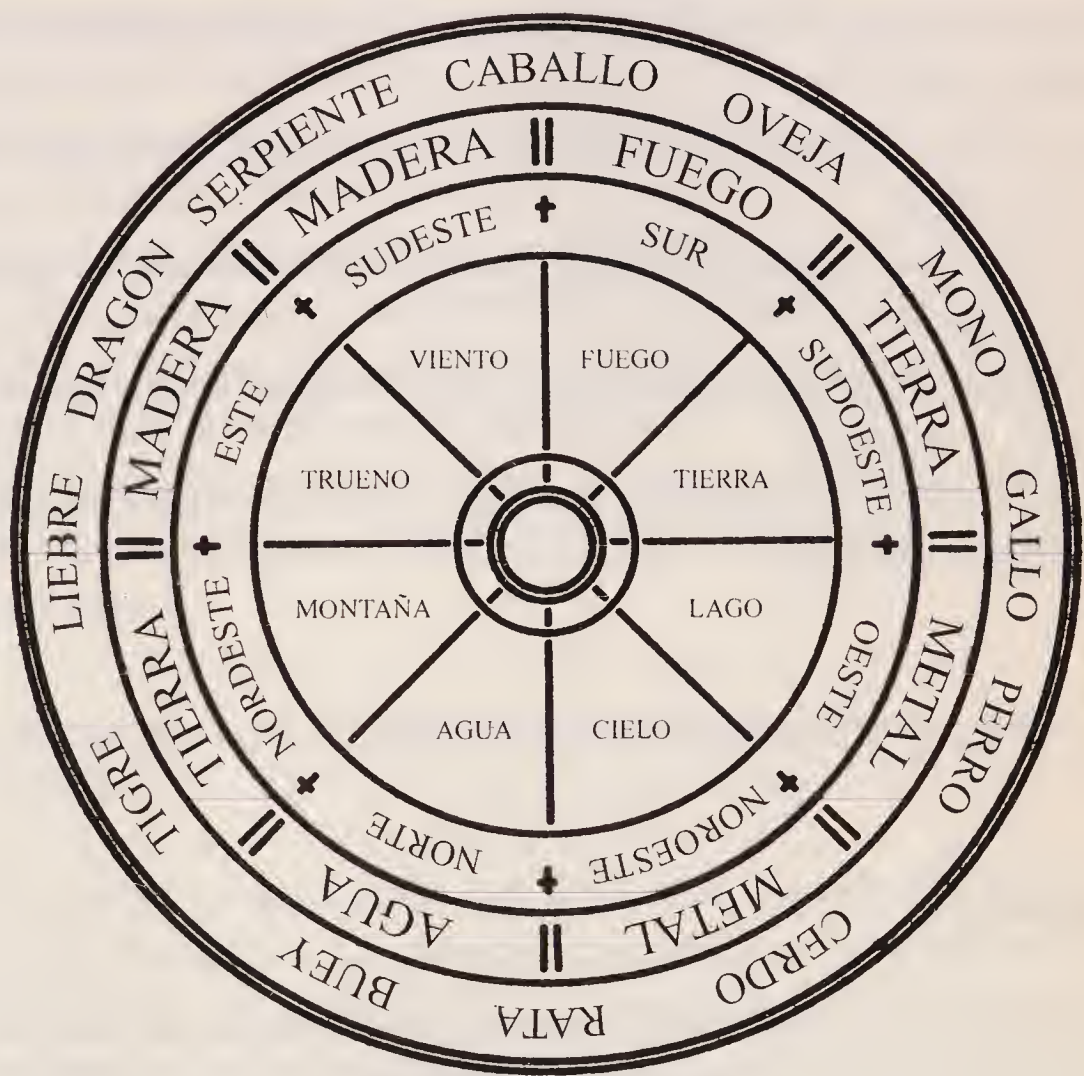 CABALLO
OVEJA
MONO
GALLO
PERRO
CERDO
RATA
BUEY
TIGRE
LIEBRE
DRAGÓN
SERPIENTE
MADERA
FUEGO
TIERRA
METAL
METAL
AGUA
TIERRA
MADERA
SUDESTE
SUR
SUDOESTE
OESTE
NOROESTE
NORTE
NORDESTE
ESTE
VIENTO
FUEGO
TIERRA
LAGO
CIELO
AGUA
MONTAÑA
TRUENO